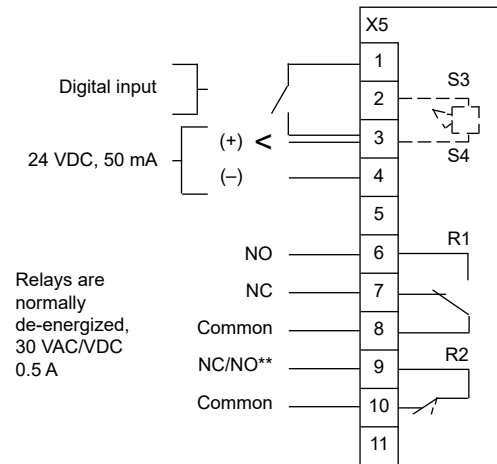 X5
1
S3
Digital input
2
(+) <
3
S4
24 VDC, 50 mA
(–)
4
5
R1
NO
6
Relays are
normally
de-energized,
30 VAC/VDC
0.5 A
NC
7
Common
8
R2
NC/NO**
9
Common
10
11